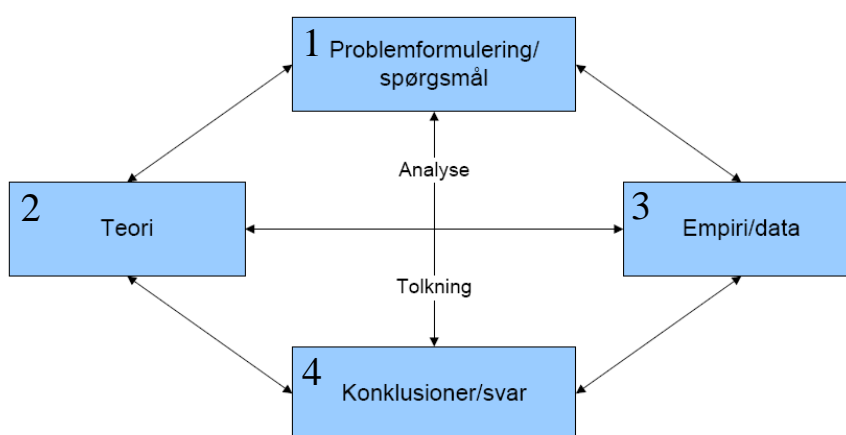 1 Problemformulering/
spørgsmål
Analyse
2 Teori
3 Empiri/data
Tolkning
4 Konklusioner/svar